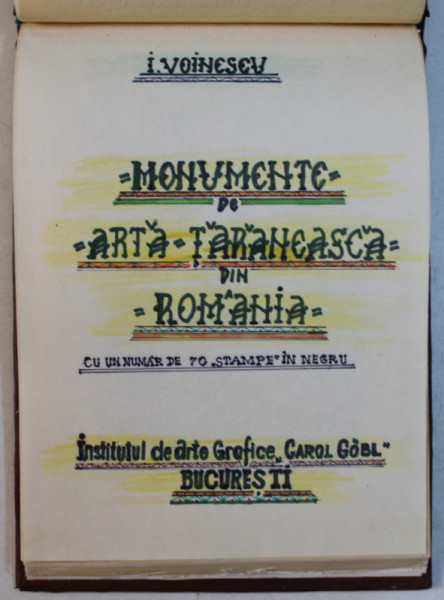 I. VOINESCU
=MONUMENTE=
DE
=ARTĂ=ȚĂRĂNEASCĂ=
DIN
=ROMÂNIA=
CU UN NUMĂR DE 70 „STAMPE” ÎN NEGRU
Institutul de arte Grafice „CAROL GÖBL”
BUCUREȘTI